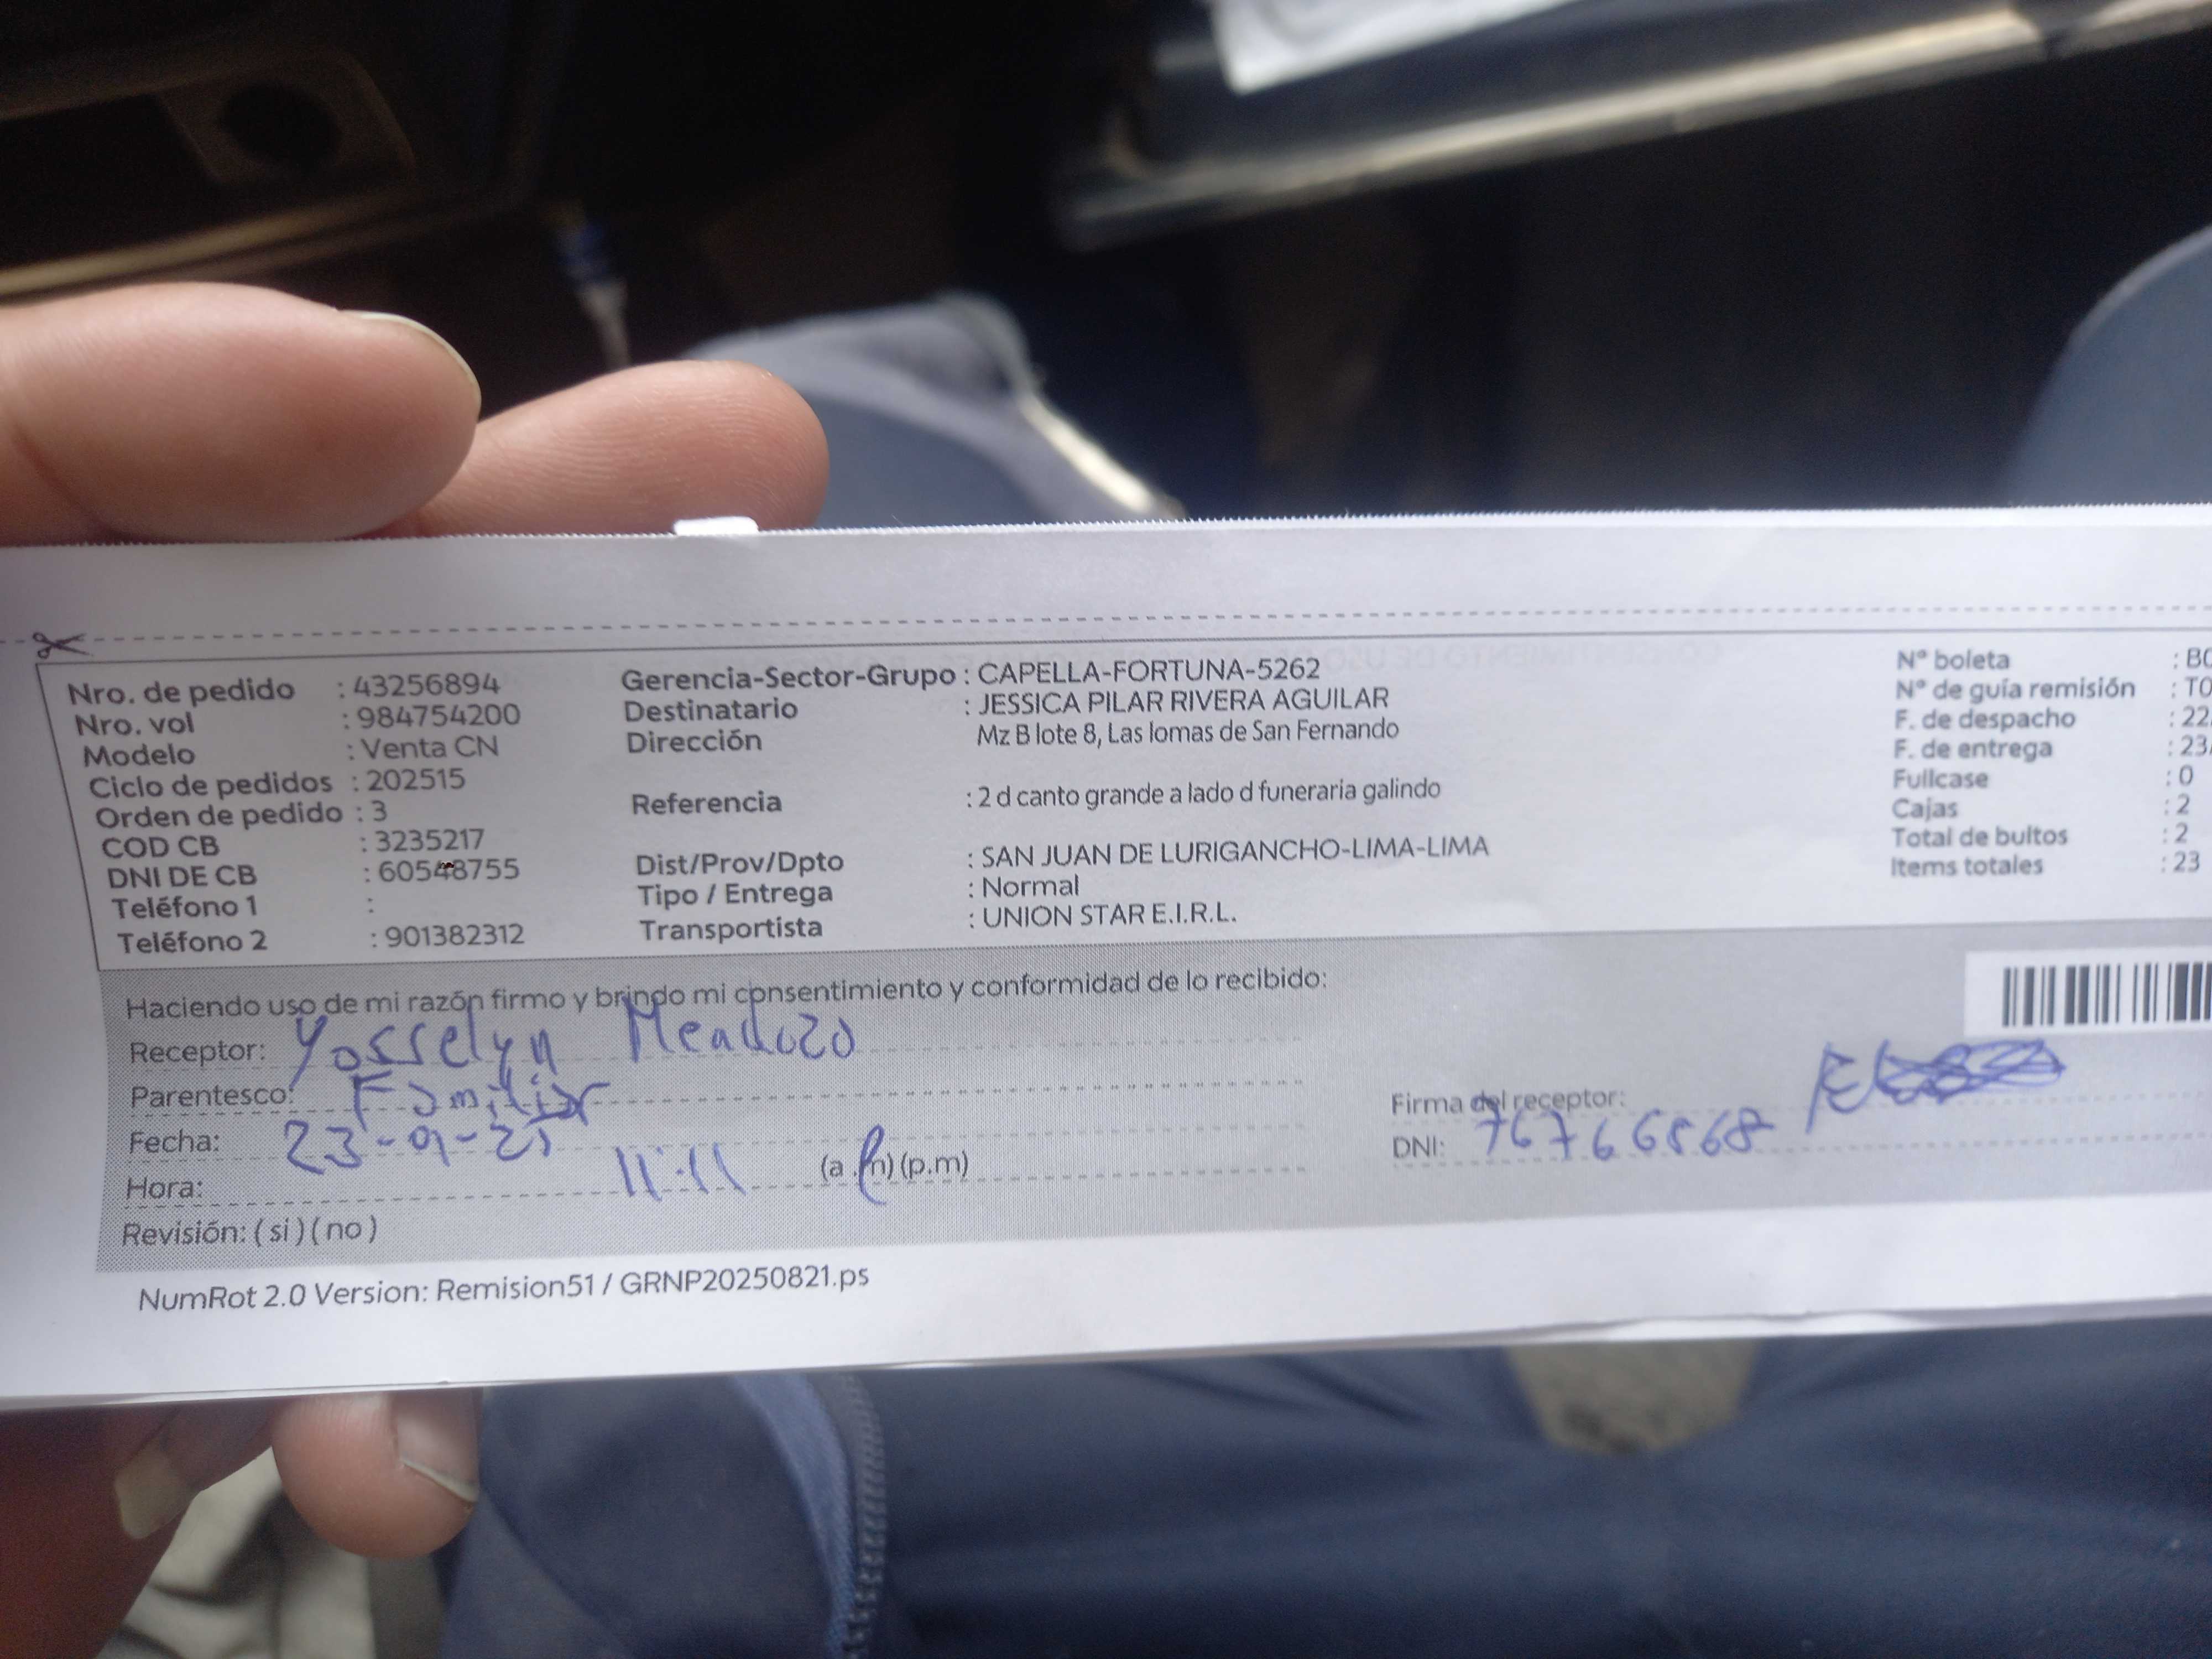 Nro. de pedido : 43256894
Nro. vol : 984754200
Modelo : Venta CN
Ciclo de pedidos : 202515
Orden de pedido : 3
COD CB : 3235217
DNI DE CB : 60548755
Teléfono 1 :
Teléfono 2 : 901382312
Gerencia-Sector-Grupo : CAPELLA-FORTUNA-5262
Destinatario : JESSICA PILAR RIVERA AGUILAR
Dirección Mz B lote 8, Las lomas de San Fernando
Referencia : 2 d canto grande a lado d funeraria galindo
Dist/Prov/Dpto : SAN JUAN DE LURIGANCHO-LIMA-LIMA
Tipo / Entrega : Normal
Transportista : UNION STAR E.I.R.L.
N° boleta : B0
N° de guía remisión : T0
F. de despacho : 22
F. de entrega : 23/
Fullcase : 0
Cajas : 2
Total de bultos : 2
Items totales : 23
Haciendo uso de mi razón firmo y brindo mi consentimiento y conformidad de lo recibido:
Receptor: Yosselyn Mendozo
Parentesco: Familiar
Fecha: 23-09-25
Hora: 11:11 (a.m) (p.m)
Revisión: ( si ) ( no )
Firma del receptor:
DNI: 76766868
NumRot 2.0 Version: Remision51 / GRNP20250821.ps